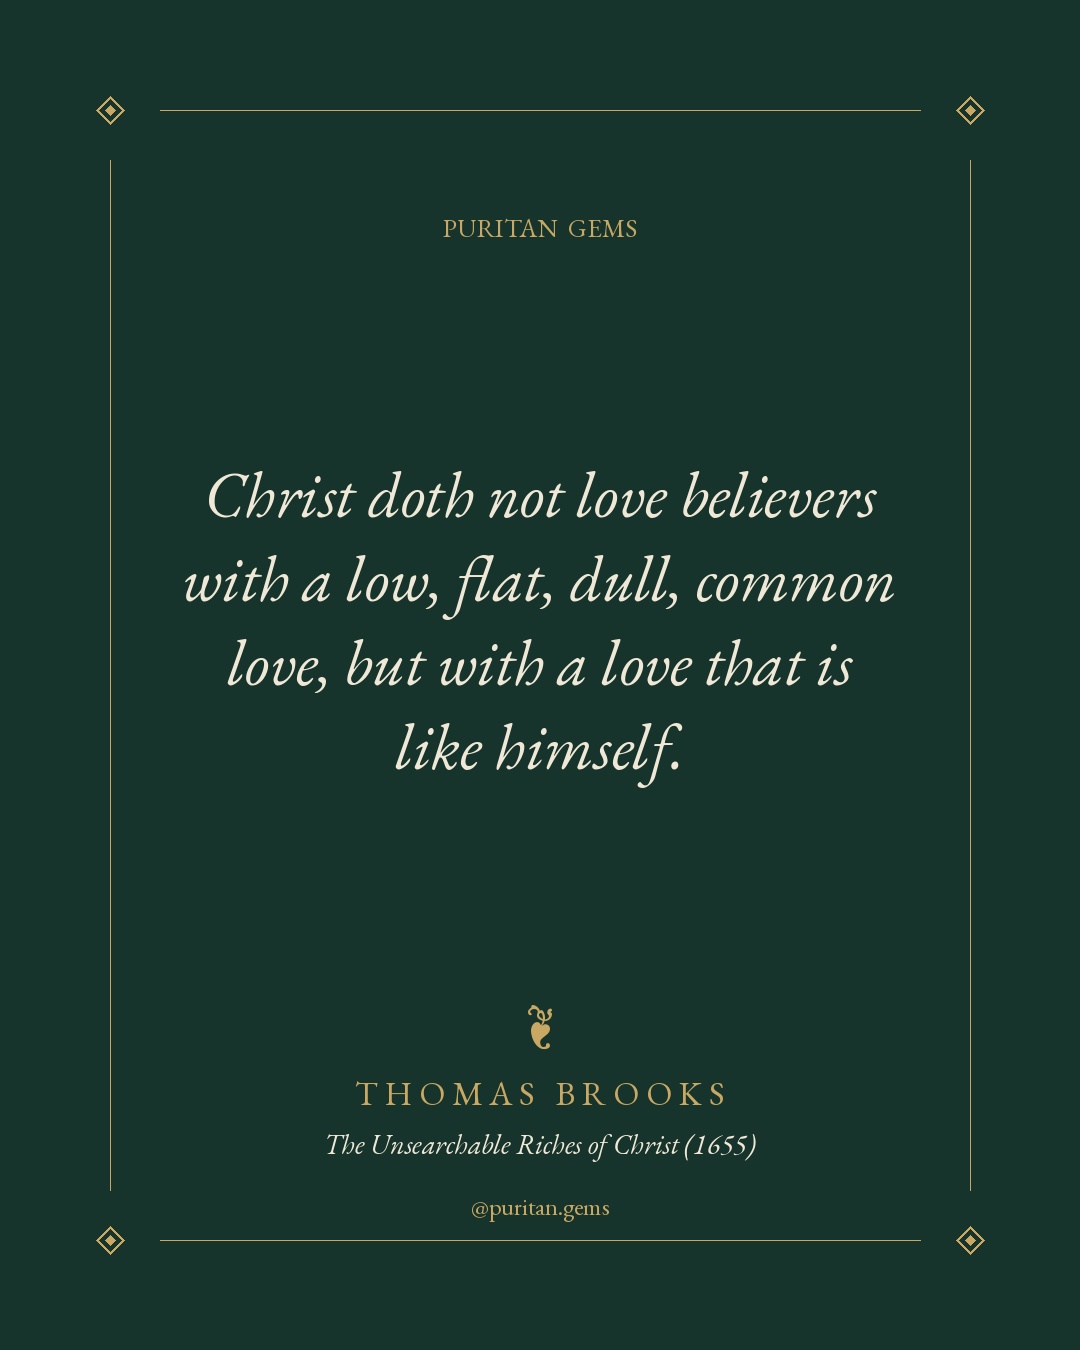 PURITAN GEMS
Christ doth not love believers
with a low, flat, dull, common
love, but with a love that is
like himself.
THOMAS BROOKS
The Unsearchable Riches of Christ (1655)
@puritan.gems